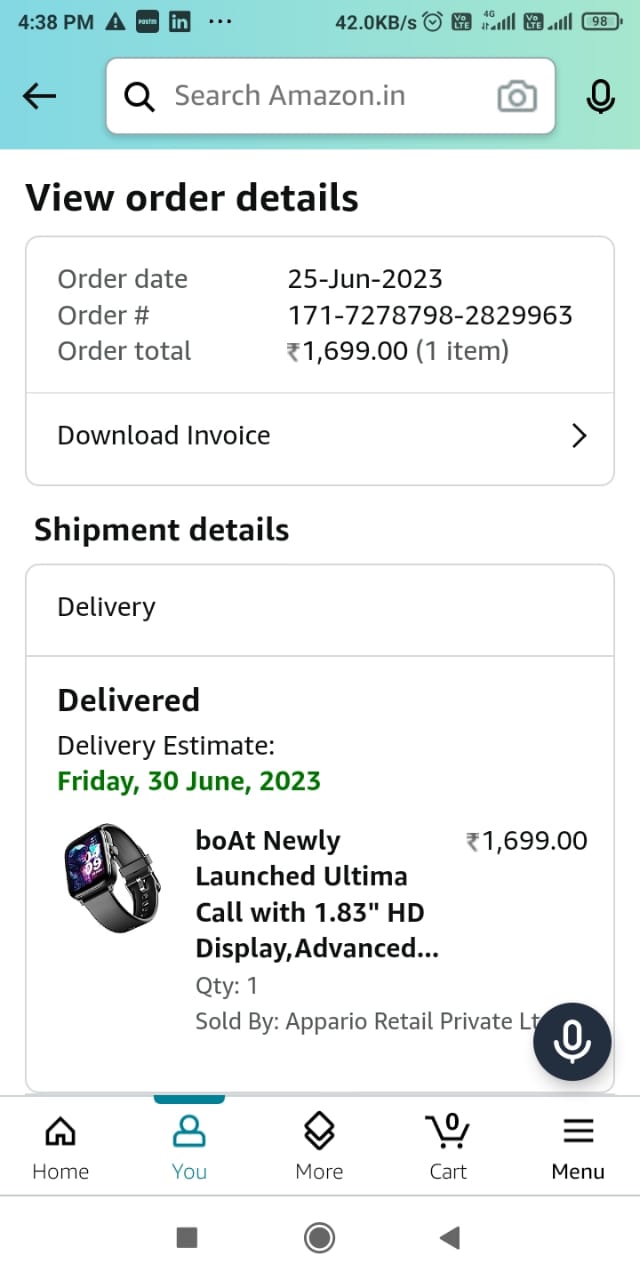 4:38 PM paytm in ... 42.0KB/s Vo LTE 4G Vo LTE 98
Search Amazon.in
View order details
Order date 25-Jun-2023
Order # 171-7278798-2829963
Order total ₹1,699.00 (1 item)
Download Invoice
Shipment details
Delivery
Delivered
Delivery Estimate:
Friday, 30 June, 2023
boAt Newly ₹1,699.00
Launched Ultima
Call with 1.83" HD
Display,Advanced...
Qty: 1
Sold By: Appario Retail Private Lt
0
Home You More Cart Menu